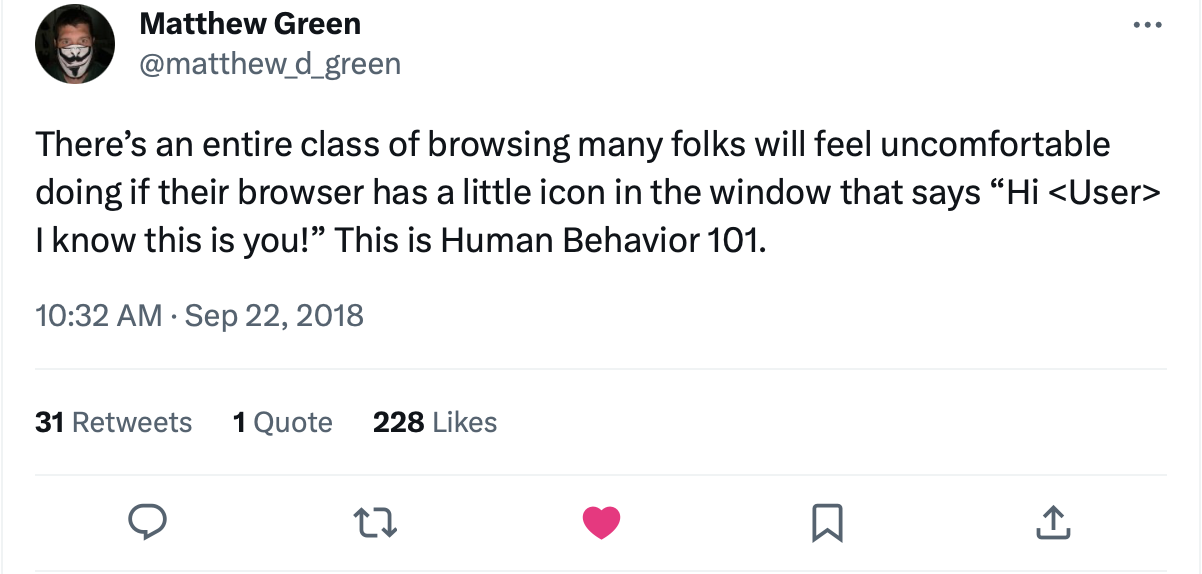 Matthew Green
@matthew_d_green
There’s an entire class of browsing many folks will feel uncomfortable
doing if their browser has a little icon in the window that says “Hi <User>
I know this is you!” This is Human Behavior 101.
10:32 AM · Sep 22, 2018
31 Retweets 1 Quote 228 Likes